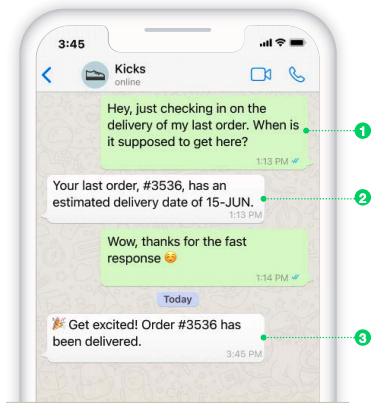 3:45
Kicks
online
Hey, just checking in on the
delivery of my last order. When is
it supposed to get here?
1:13 PM
1
Your last order, #3536, has an
estimated delivery date of 15-JUN.
1:13 PM
2
Wow, thanks for the fast
response ☺️
1:14 PM
Today
🎉 Get excited! Order #3536 has
been delivered.
3:45 PM
3